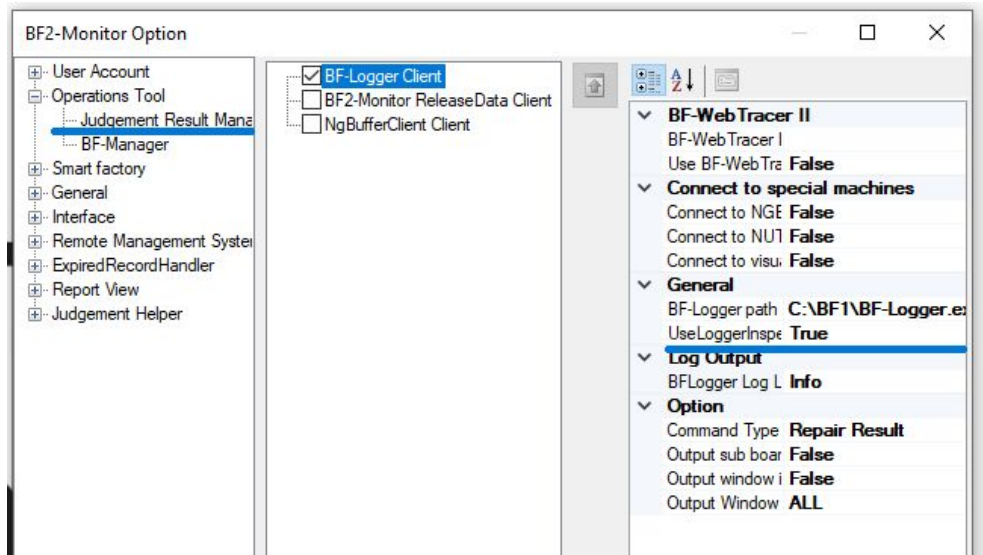 BF2-Monitor Option
User Account
Operations Tool
Judgement Result Mana
BF-Manager
Smart factory
General
Interface
Remote Management System
ExpiredRecordHandler
Report View
Judgement Helper
BF-Logger Client
BF2-Monitor ReleaseData Client
NgBufferClient Client
BF-WebTracer II
BF-WebTracer I
Use BF-WebTra False
Connect to special machines
Connect to NGE False
Connect to NUT False
Connect to visu False
General
BF-Logger path C:\BF1\BF-Logger.ex
UseLoggerInspe True
Log Output
BFLogger Log L Info
Option
Command Type Repair Result
Output sub boar False
Output window i False
Output Window ALL